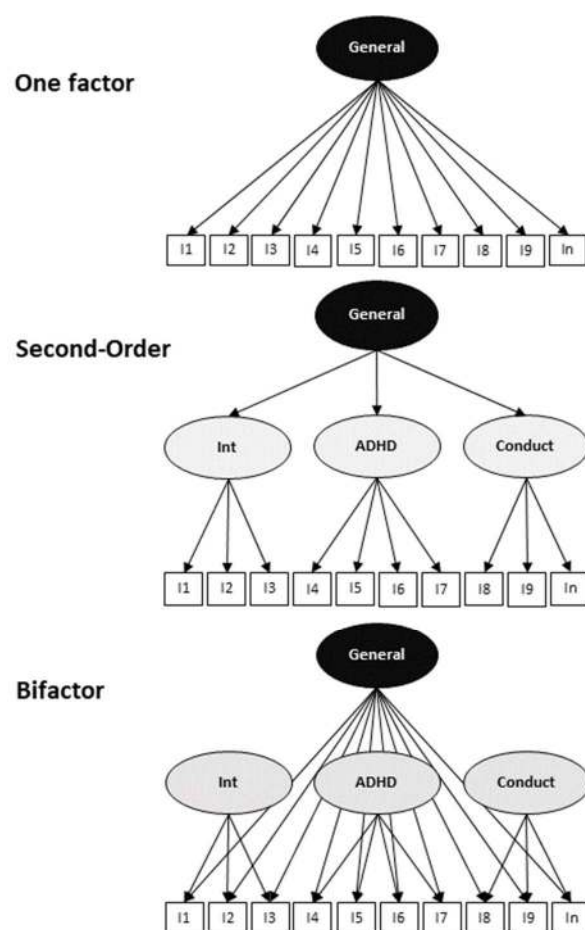 General
One factor
I1 I2 I3 I4 I5 I6 I7 I8 I9 In
General
Second-Order
Int ADHD Conduct
I1 I2 I3 I4 I5 I6 I7 I8 I9 In
General
Bifactor
Int ADHD Conduct
I1 I2 I3 I4 I5 I6 I7 I8 I9 In